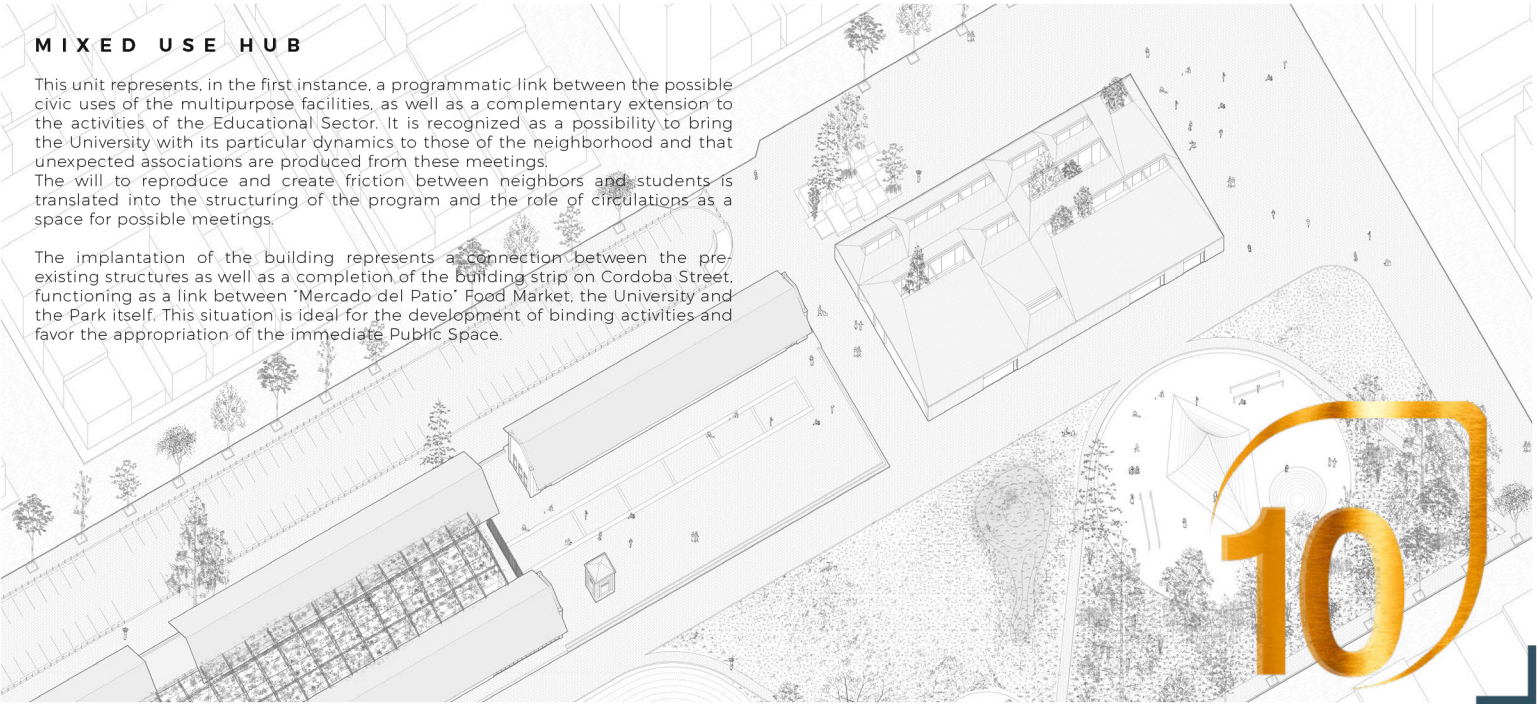 MIXED USE HUB
This unit represents, in the first instance, a programmatic link between the possible
civic uses of the multipurpose facilities, as well as a complementary extension to
the activities of the Educational Sector. It is recognized as a possibility to bring
the University with its particular dynamics to those of the neighborhood and that
unexpected associations are produced from these meetings.
The will to reproduce and create friction between neighbors and students is
translated into the structuring of the program and the role of circulations as a
space for possible meetings.
The implantation of the building represents a connection between the pre-
existing structures as well as a completion of the building strip on Cordoba Street,
functioning as a link between "Mercado del Patio" Food Market, the University and
the Park itself. This situation is ideal for the development of binding activities and
favor the appropriation of the immediate Public Space.
10